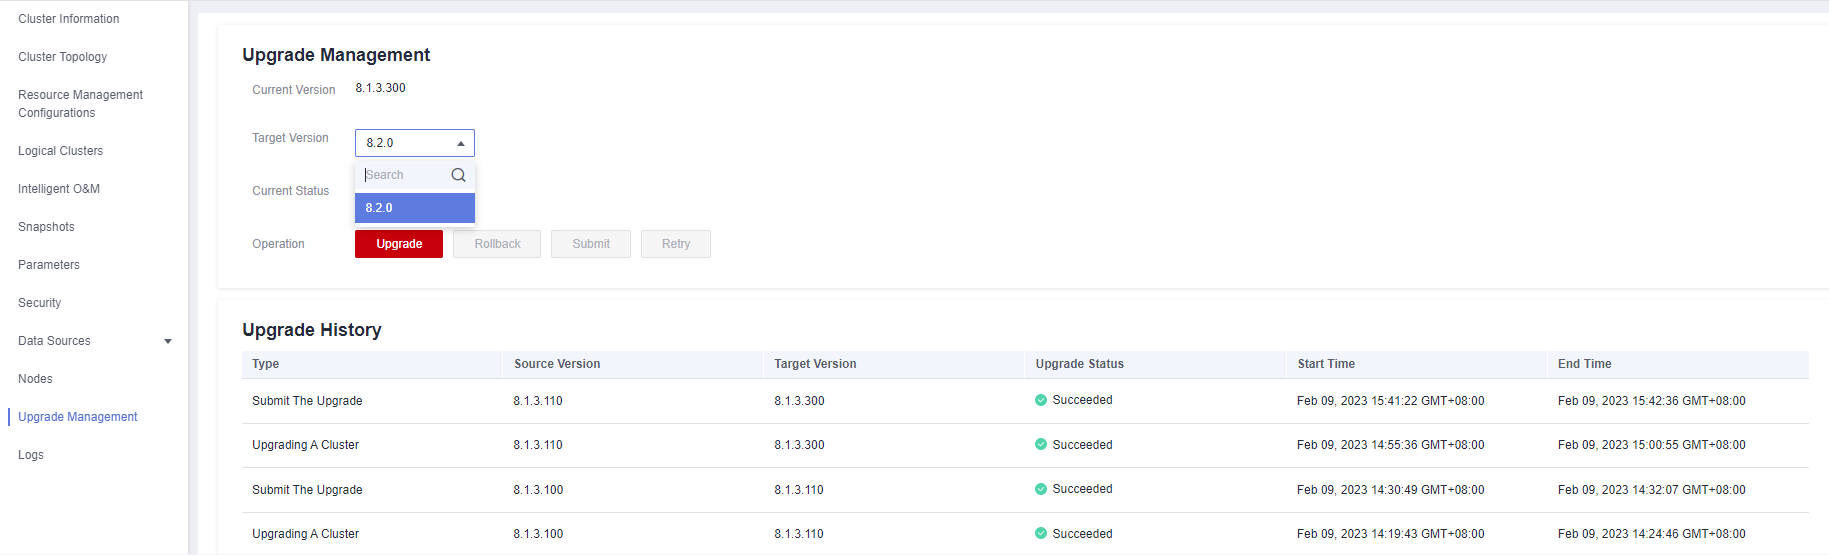 Cluster Information
Cluster Topology
Resource Management
Configurations
Logical Clusters
Intelligent O&M
Snapshots
Parameters
Security
Data Sources
Nodes
Upgrade Management
Logs
Upgrade Management
Current Version 8.1.3.300
Target Version 8.2.0
Search
Current Status
8.2.0
Operation Upgrade Rollback Submit Retry
Upgrade History
Type Source Version Target Version Upgrade Status Start Time End Time
Submit The Upgrade 8.1.3.110 8.1.3.300 Succeeded Feb 09, 2023 15:41:22 GMT+08:00 Feb 09, 2023 15:42:36 GMT+08:00
Upgrading A Cluster 8.1.3.110 8.1.3.300 Succeeded Feb 09, 2023 14:55:36 GMT+08:00 Feb 09, 2023 15:00:55 GMT+08:00
Submit The Upgrade 8.1.3.100 8.1.3.110 Succeeded Feb 09, 2023 14:30:49 GMT+08:00 Feb 09, 2023 14:32:07 GMT+08:00
Upgrading A Cluster 8.1.3.100 8.1.3.110 Succeeded Feb 09, 2023 14:19:43 GMT+08:00 Feb 09, 2023 14:24:46 GMT+08:00